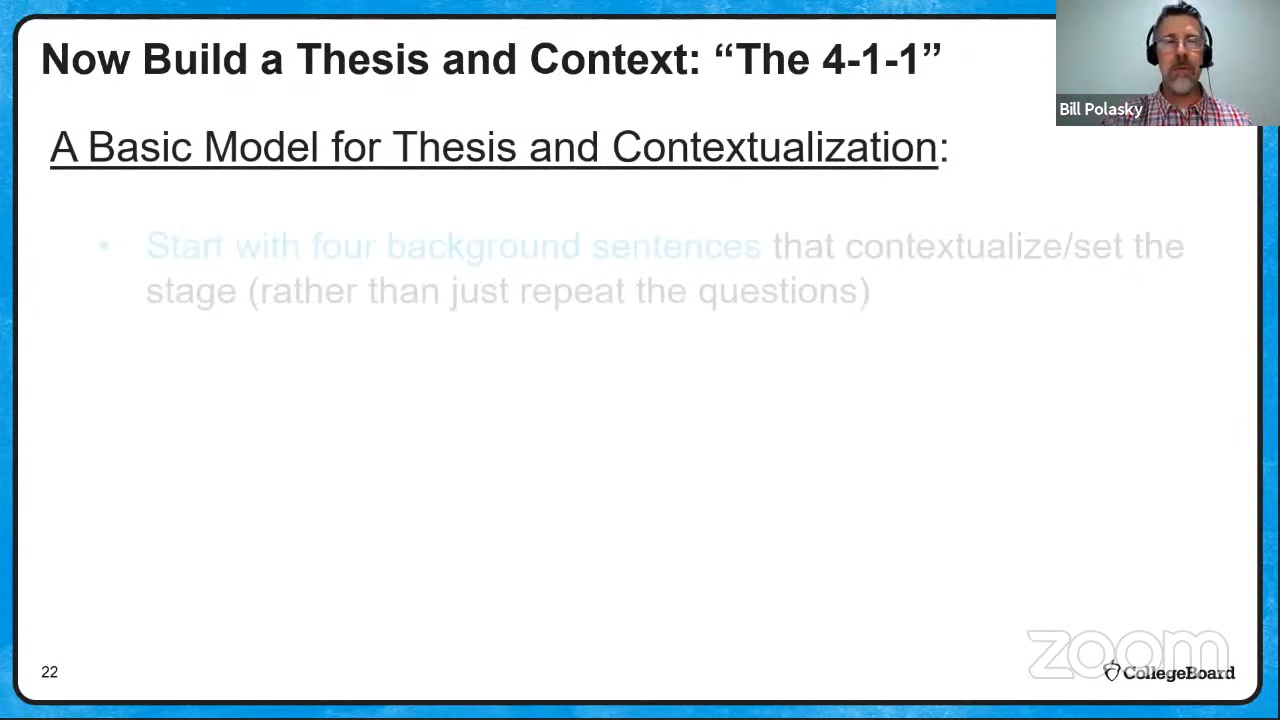 Now Build a Thesis and Context: “The 4-1-1”
Bill Polasky
A Basic Model for Thesis and Contextualization:
• Start with four background sentences that contextualize/set the
stage (rather than just repeat the questions)
22
zoom
CollegeBoard